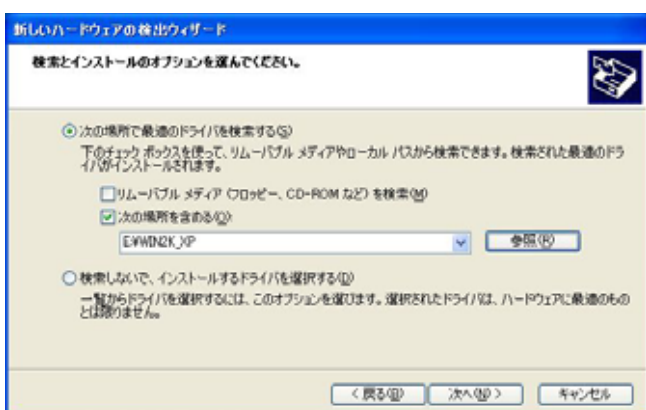 新しいハードウェアの検出ウィザード
検索とインストールのオプションを選んでください。
次の場所で最適のドライバを検索する(S)
下のチェック ボックスを使って、リムーバブル メディアやローカル パスから検索できます。検索された最適のドラ
イバがインストールされます。
リムーバブル メディア (フロッピー、CD-ROM など) を検索(M)
次の場所を含める(O):
E:¥WIN2K_XP
参照(R)
検索しないで、インストールするドライバを選択する(D)
一覧からドライバを選択するには、このオプションを選びます。選択されたドライバは、ハードウェアに最適のもの
とは限りません。
< 戻る(B)
次へ(N) >
キャンセル